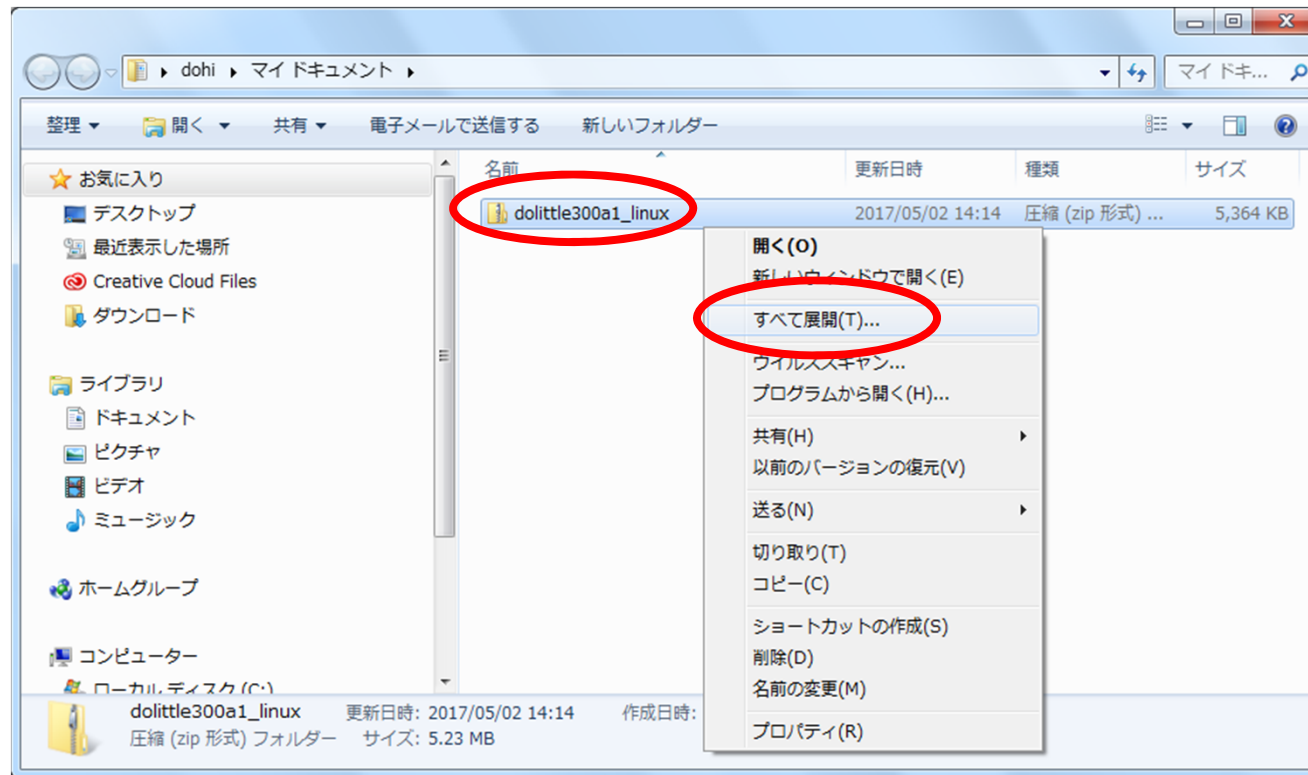 dohi マイ ドキュメント
マイ ドキ...
整理 開く 共有 電子メールで送信する 新しいフォルダー
お気に入り
デスクトップ
最近表示した場所
Creative Cloud Files
ダウンロード
ライブラリ
ドキュメント
ピクチャ
ビデオ
ミュージック
ホームグループ
コンピューター
ローカル ディスク (C:)
名前 更新日時 種類 サイズ
dolittle300a1_linux 2017/05/02 14:14 圧縮 (zip 形式) ... 5,364 KB
開く(O)
新しいウィンドウで開く(E)
すべて展開(T)...
ウイルススキャン...
プログラムから開く(H)...
共有(H)
以前のバージョンの復元(V)
送る(N)
切り取り(T)
コピー(C)
ショートカットの作成(S)
削除(D)
名前の変更(M)
プロパティ(R)
dolittle300a1_linux 更新日時: 2017/05/02 14:14 作成日時:
圧縮 (zip 形式) フォルダー サイズ: 5.23 MB